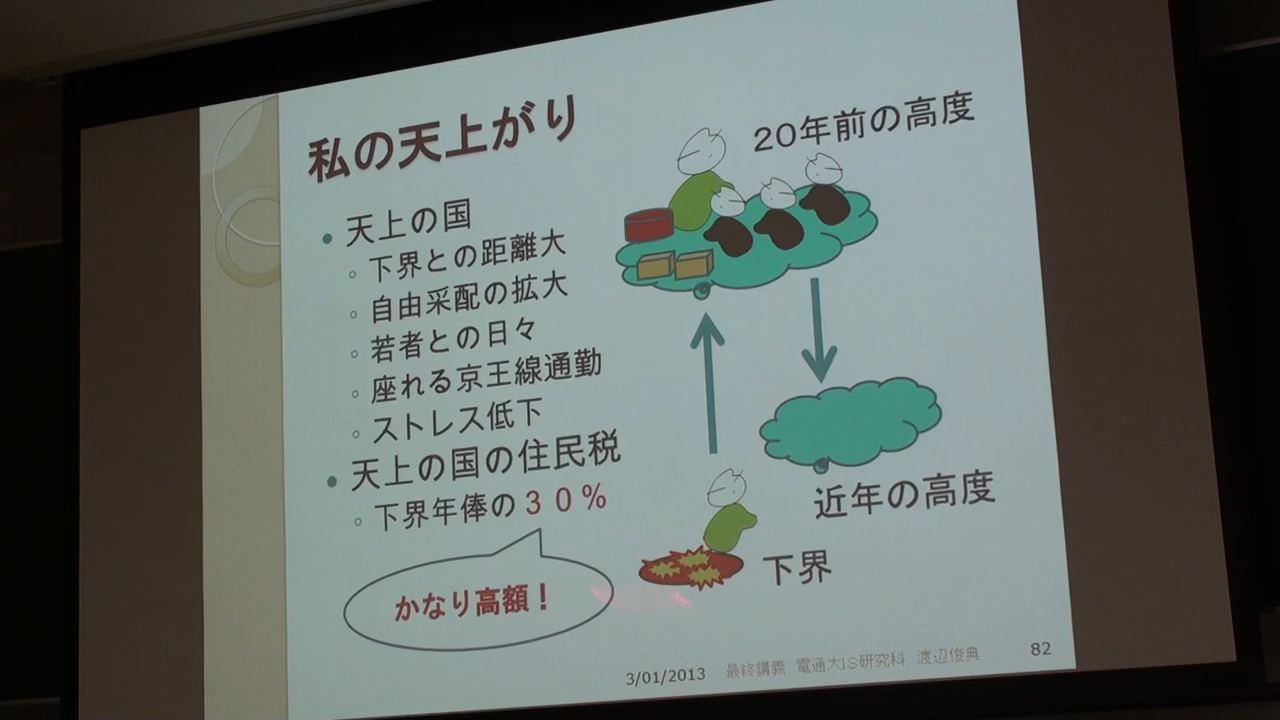 私の天上がり
20年前の高度
• 天上の国
◦ 下界との距離大
◦ 自由采配の拡大
◦ 若者との日々
◦ 座れる京王線通勤
◦ ストレス低下
• 天上の国の住民税
◦ 下界年俸の３０％
かなり高額！
近年の高度
下界
3/01/2013 最終講義 電通大IS研究科 渡辺俊典 82